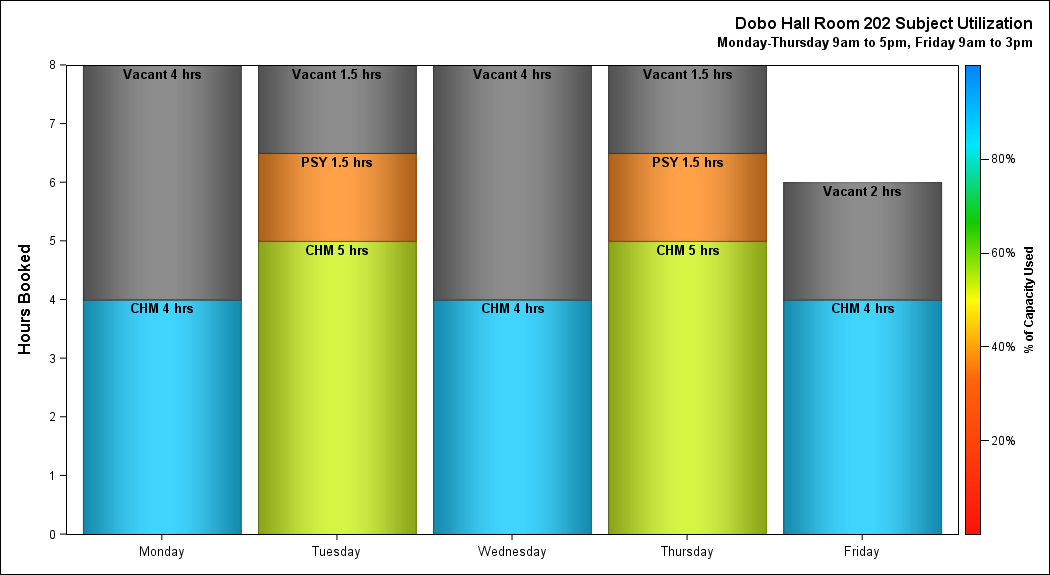 Dobo Hall Room 202 Subject Utilization
Monday-Thursday 9am to 5pm, Friday 9am to 3pm
Hours Booked
8
7
6
5
4
3
2
1
0
Vacant 4 hrs
CHM 4 hrs
Vacant 1.5 hrs
PSY 1.5 hrs
CHM 5 hrs
Vacant 4 hrs
CHM 4 hrs
Vacant 1.5 hrs
PSY 1.5 hrs
CHM 5 hrs
Vacant 2 hrs
CHM 4 hrs
Monday
Tuesday
Wednesday
Thursday
Friday
80%
60%
40%
20%
% of Capacity Used